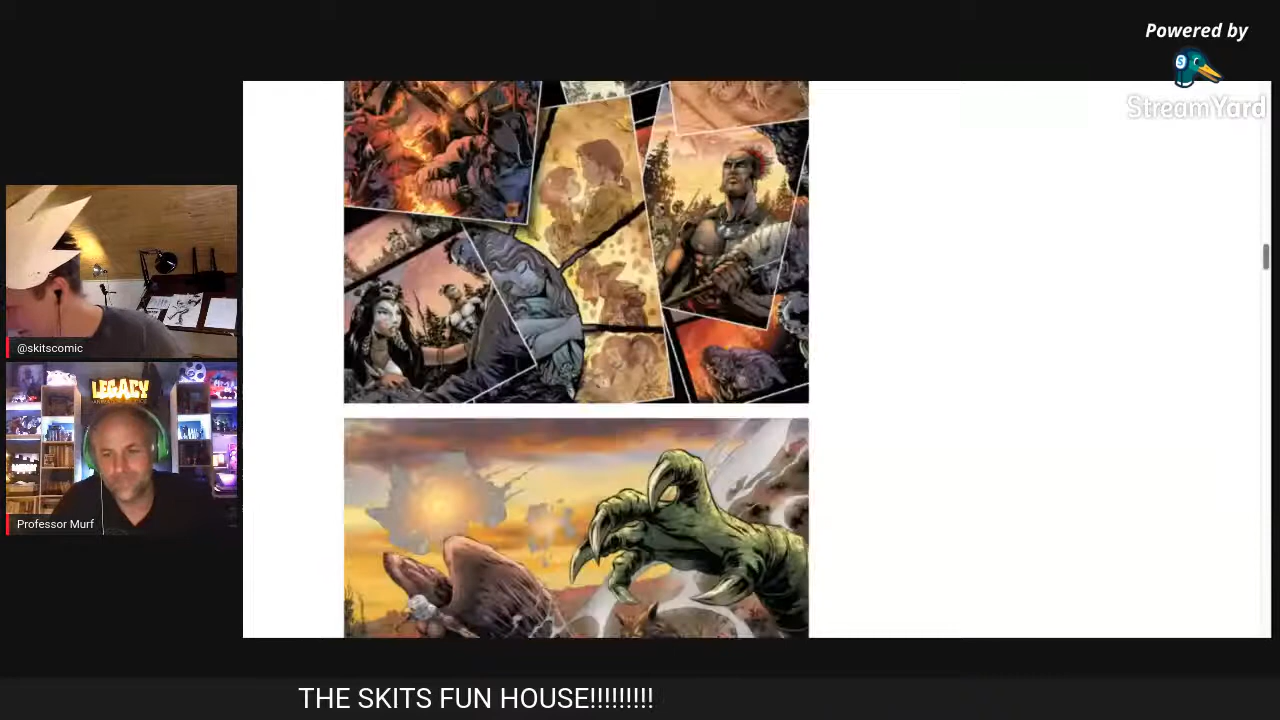 Powered by
StreamYard
@skitscomic
LEGACY
Professor Murf
THE SKITS FUN HOUSE!!!!!!!!!